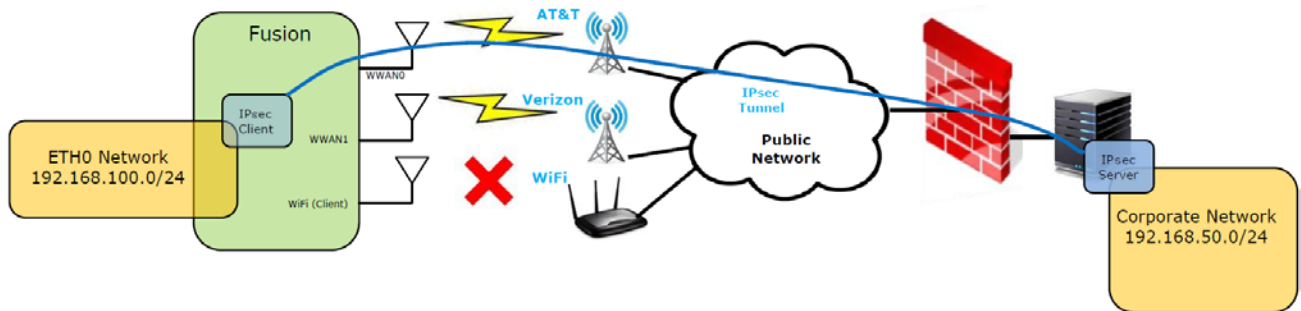 Fusion
AT&T
WWAN0
IPsec
Client
Verizon
IPsec
Tunnel
WWAN1
Public
Network
ETH0 Network
192.168.100.0/24
WiFi
WiFi (Client)
IPsec
Server
Corporate Network
192.168.50.0/24